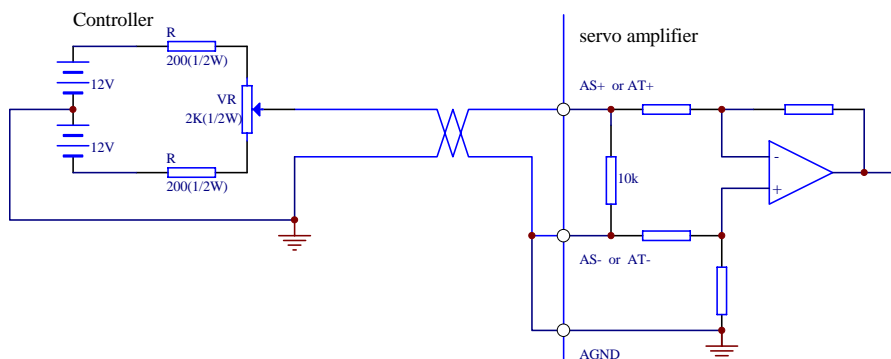 Controller
servo amplifier
R
200(1/2W)
12V
VR
2K(1/2W)
12V
R
200(1/2W)
AS+ or AT+
10k
-
+
AS- or AT-
AGND